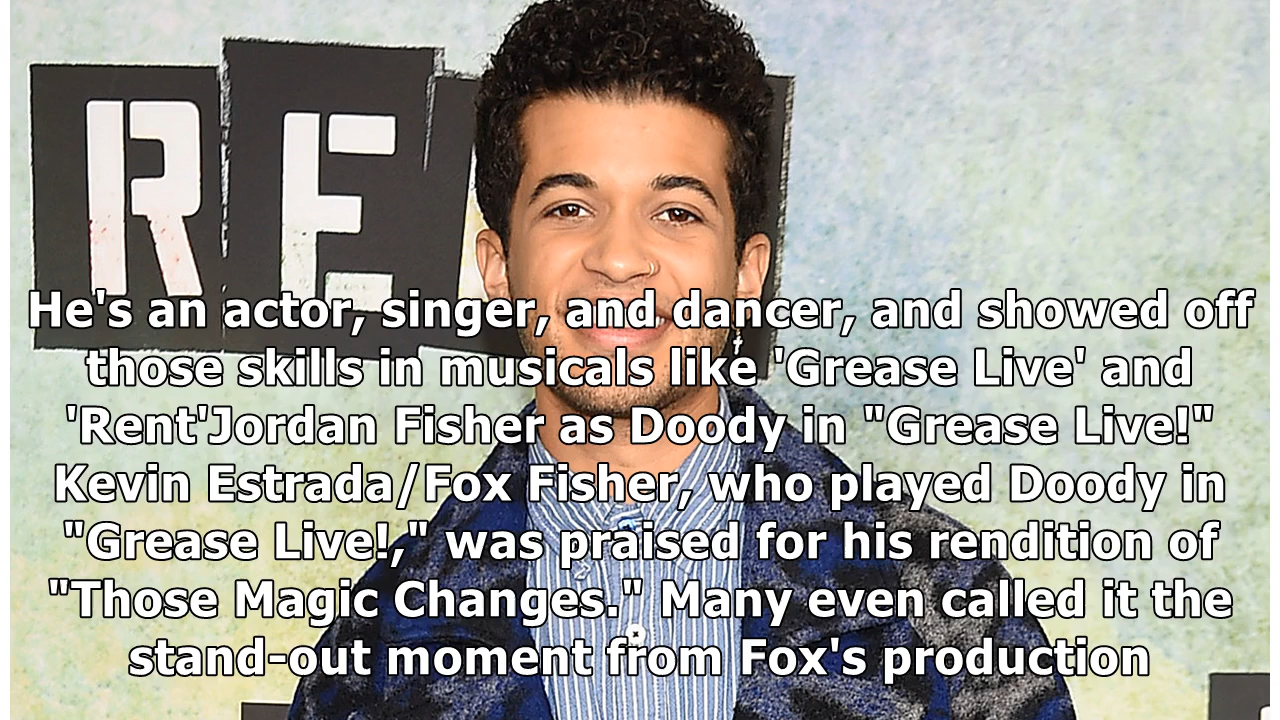 RE
He's an actor, singer, and dancer, and showed off
those skills in musicals like 'Grease Live' and
'Rent'Jordan Fisher as Doody in "Grease Live!"
Kevin Estrada/Fox Fisher, who played Doody in
"Grease Live!," was praised for his rendition of
"Those Magic Changes." Many even called it the
stand-out moment from Fox's production